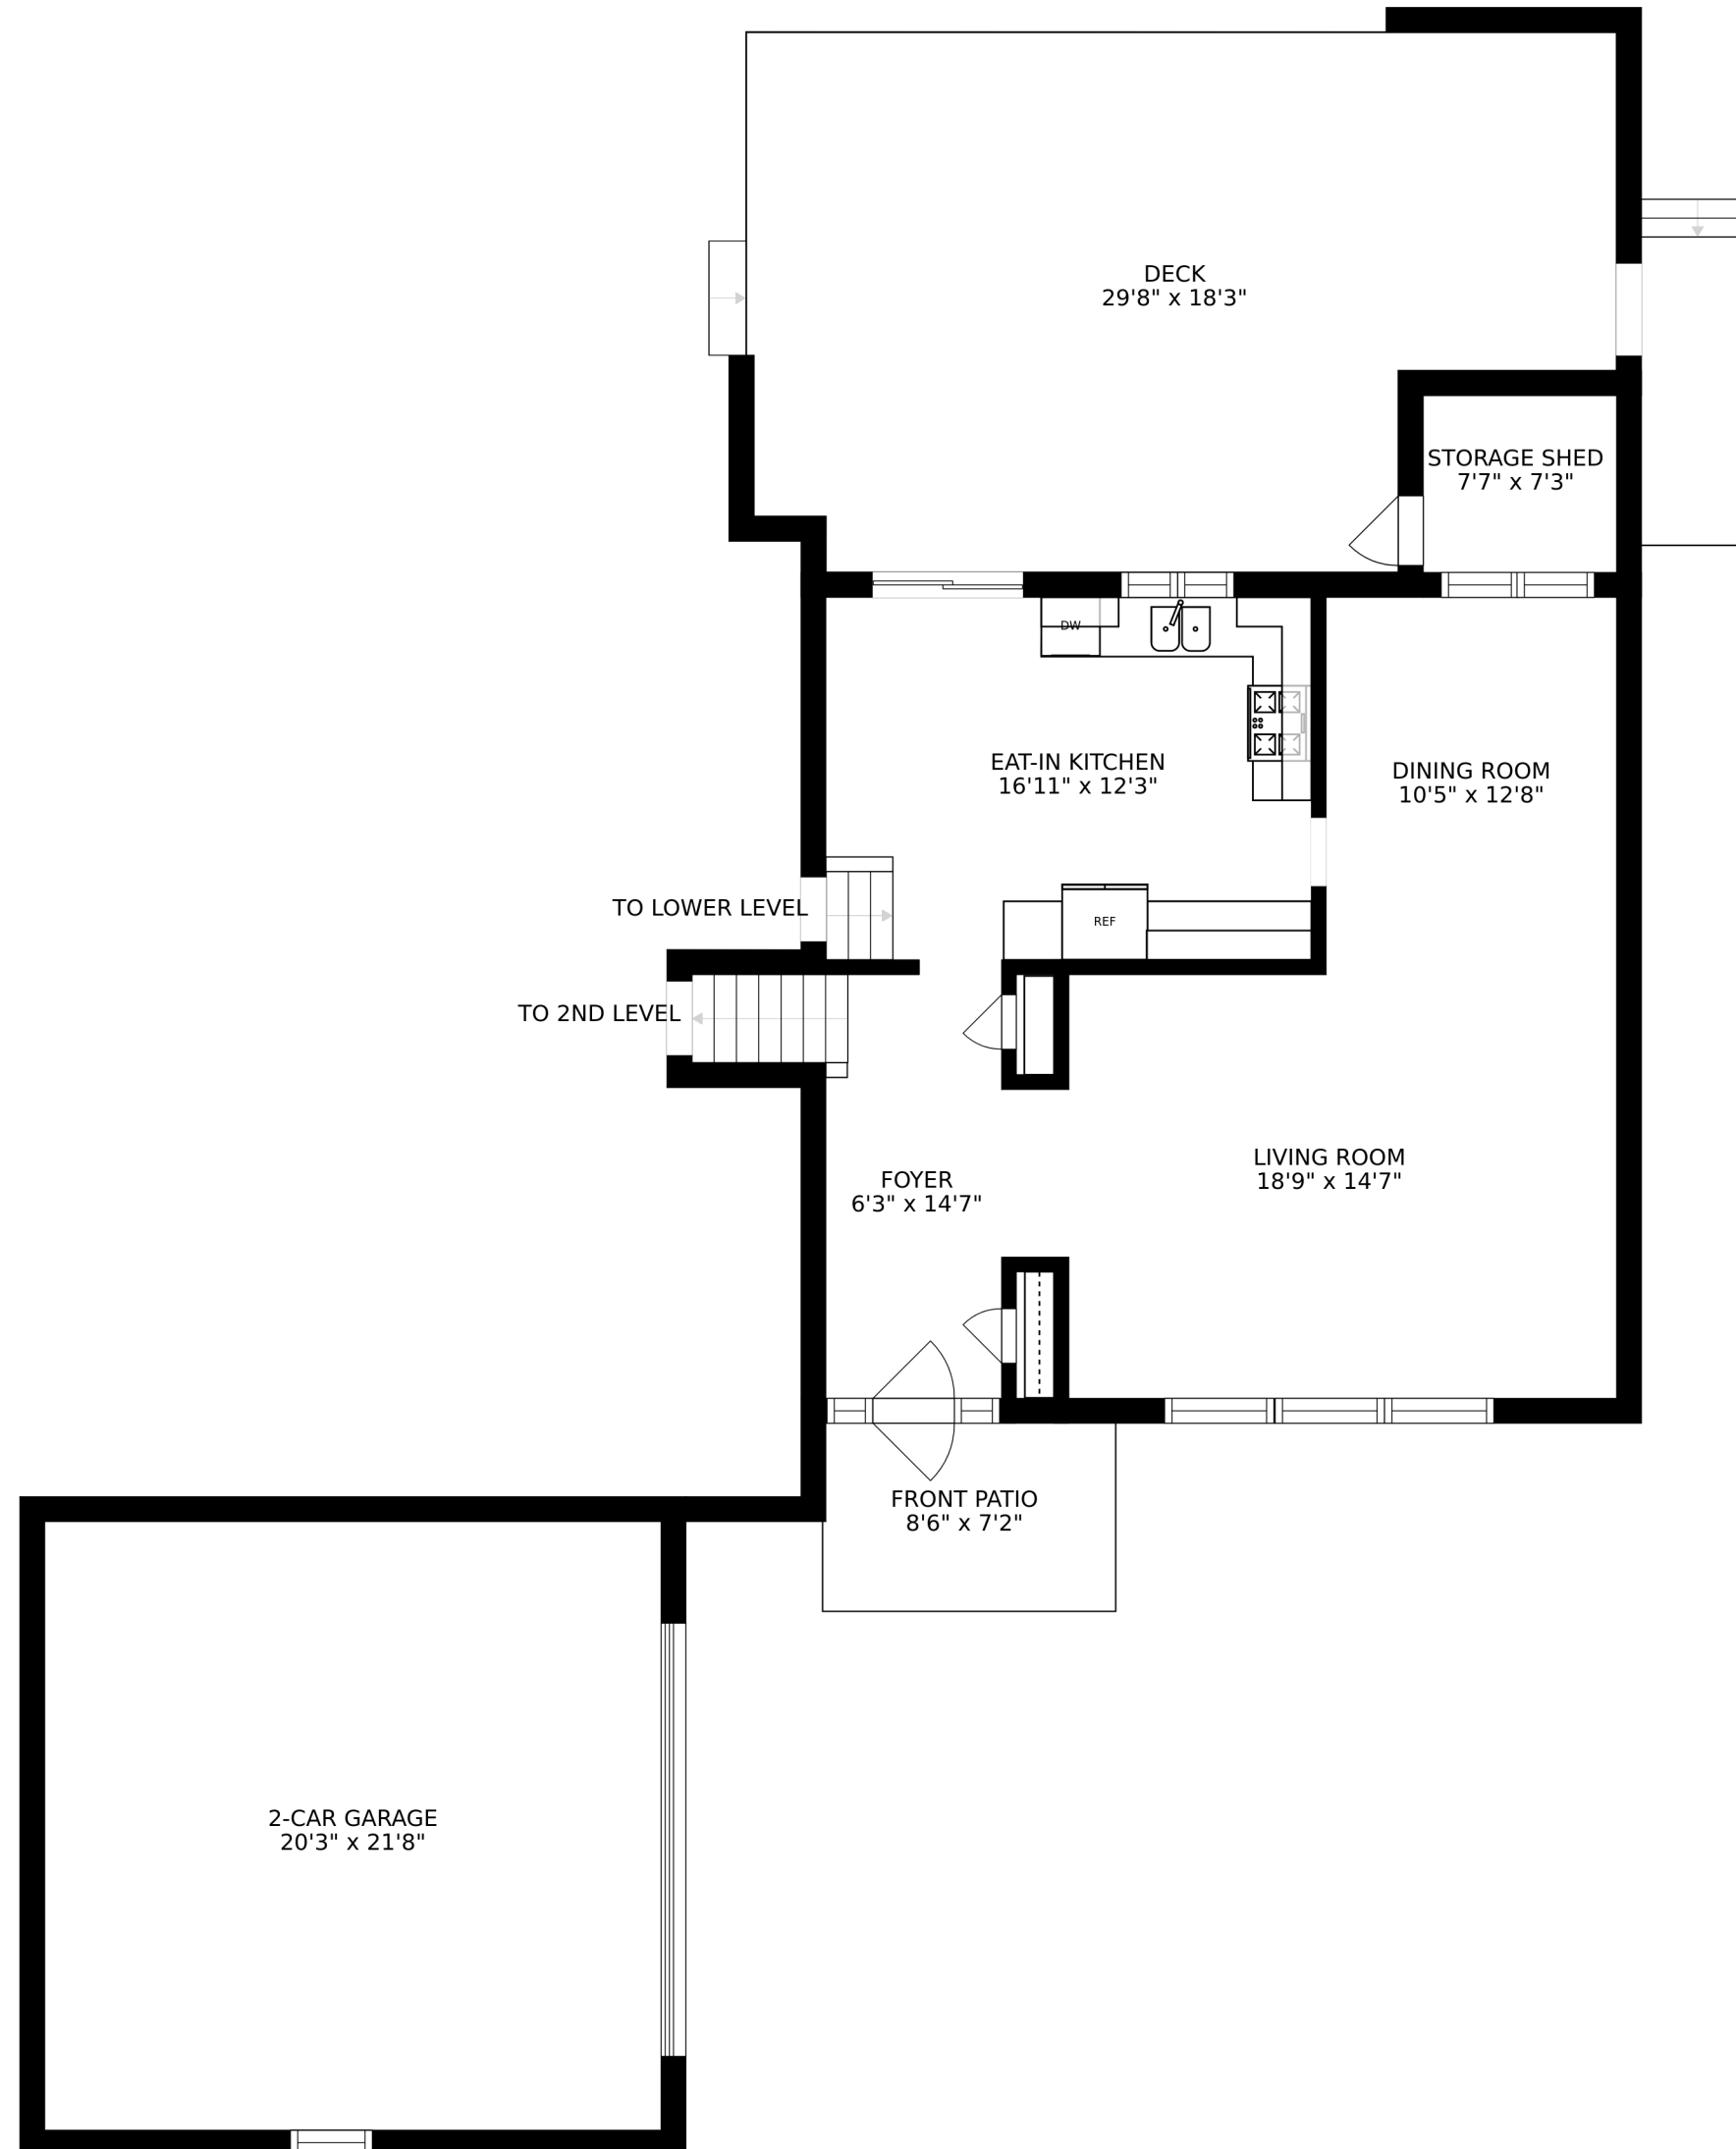 DECK
29'8" x 18'3"
STORAGE SHED
7'7" x 7'3"
DW
EAT-IN KITCHEN
16'11" x 12'3"
DINING ROOM
10'5" x 12'8"
TO LOWER LEVEL
REF
TO 2ND LEVEL
LIVING ROOM
18'9" x 14'7"
FOYER
6'3" x 14'7"
FRONT PATIO
8'6" x 7'2"
2-CAR GARAGE
20'3" x 21'8"